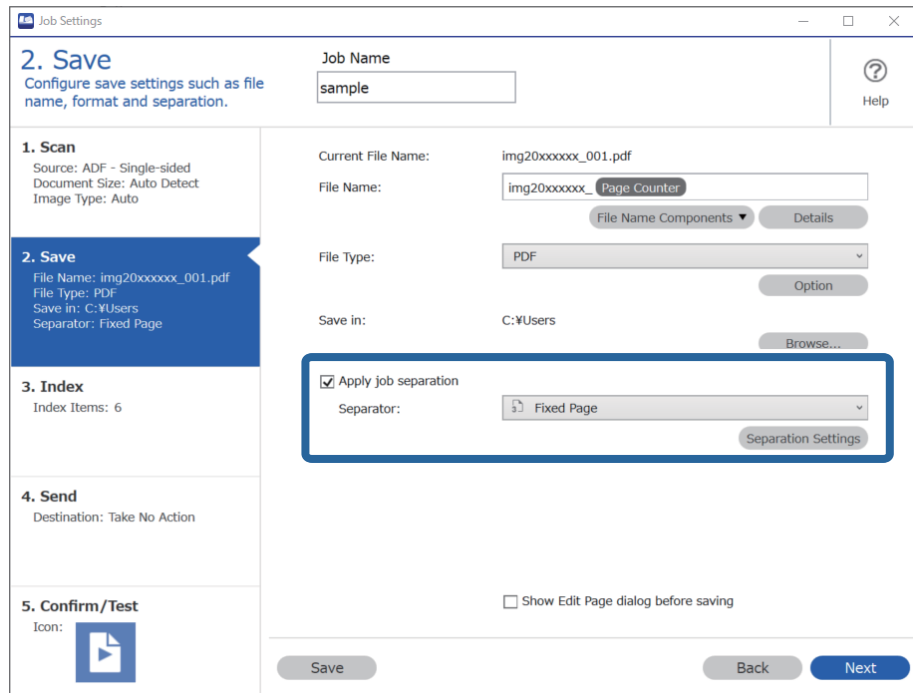 Job Settings
2. Save
Configure save settings such as file
name, format and separation.
Job Name
sample
Help
1. Scan
Source: ADF - Single-sided
Document Size: Auto Detect
Image Type: Auto
2. Save
File Name: img20xxxxxx_001.pdf
File Type: PDF
Save in: C:¥Users
Separator: Fixed Page
3. Index
Index Items: 6
4. Send
Destination: Take No Action
5. Confirm/Test
Icon:
Current File Name: img20xxxxxx_001.pdf
File Name: img20xxxxxx_ Page Counter
File Name Components ▼ Details
File Type: PDF
Option
Save in: C:¥Users
Browse...
Apply job separation
Separator: Fixed Page
Separation Settings
Show Edit Page dialog before saving
Save Back Next